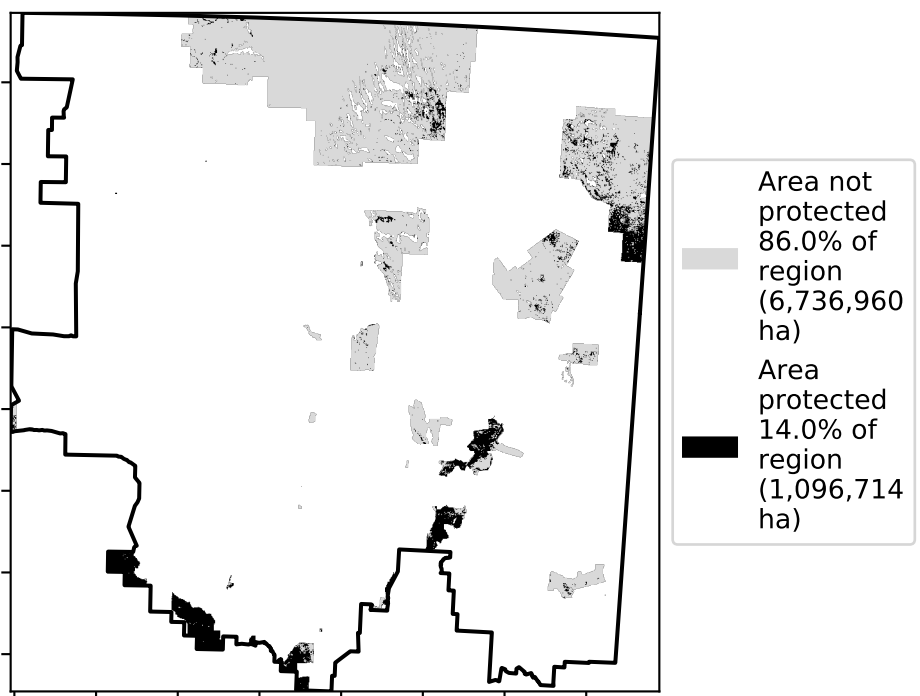 Area not
protected
86.0% of
region
(6,736,960
ha)
Area
protected
14.0% of
region
(1,096,714
ha)